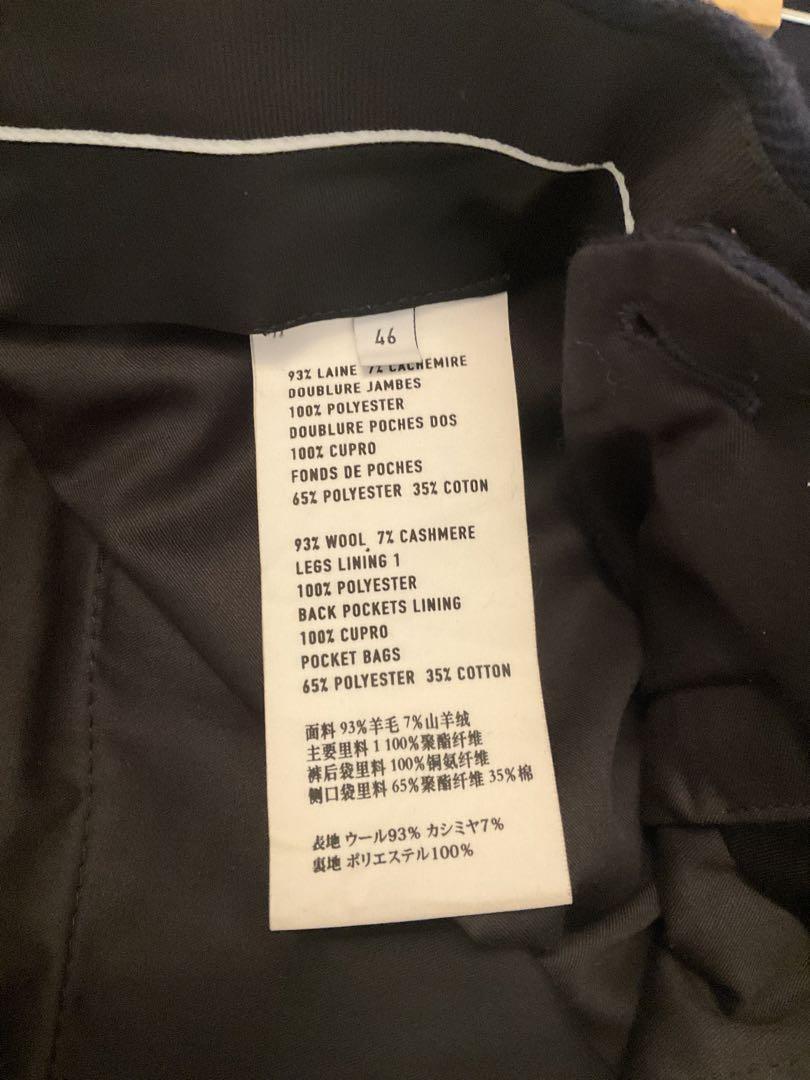 46
93% LAINE 7% CACHEMIRE
DOUBLURE JAMBES
100% POLYESTER
DOUBLURE POCHES DOS
100% CUPRO
FONDS DE POCHES
65% POLYESTER 35% COTON
93% WOOL, 7% CASHMERE
LEGS LINING 1
100% POLYESTER
BACK POCKETS LINING
100% CUPRO
POCKET BAGS
65% POLYESTER 35% COTTON
面料 93%羊毛 7%山羊绒
主要里料 1 100%聚酯纤维
裤后袋里料 100%铜氨纤维
侧口袋里料 65%聚酯纤维 35%棉
表地 ウール93% カシミヤ7%
裏地 ポリエステル100%